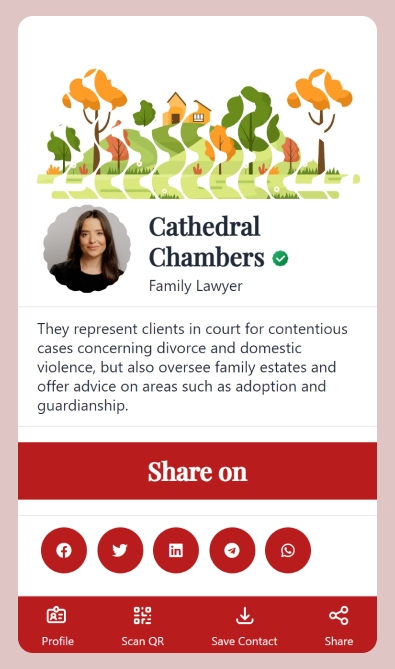 Cathedral
Chambers
Family Lawyer
They represent clients in court for contentious
cases concerning divorce and domestic
violence, but also oversee family estates and
offer advice on areas such as adoption and
guardianship.
Share on
Profile
Scan QR
Save Contact
Share